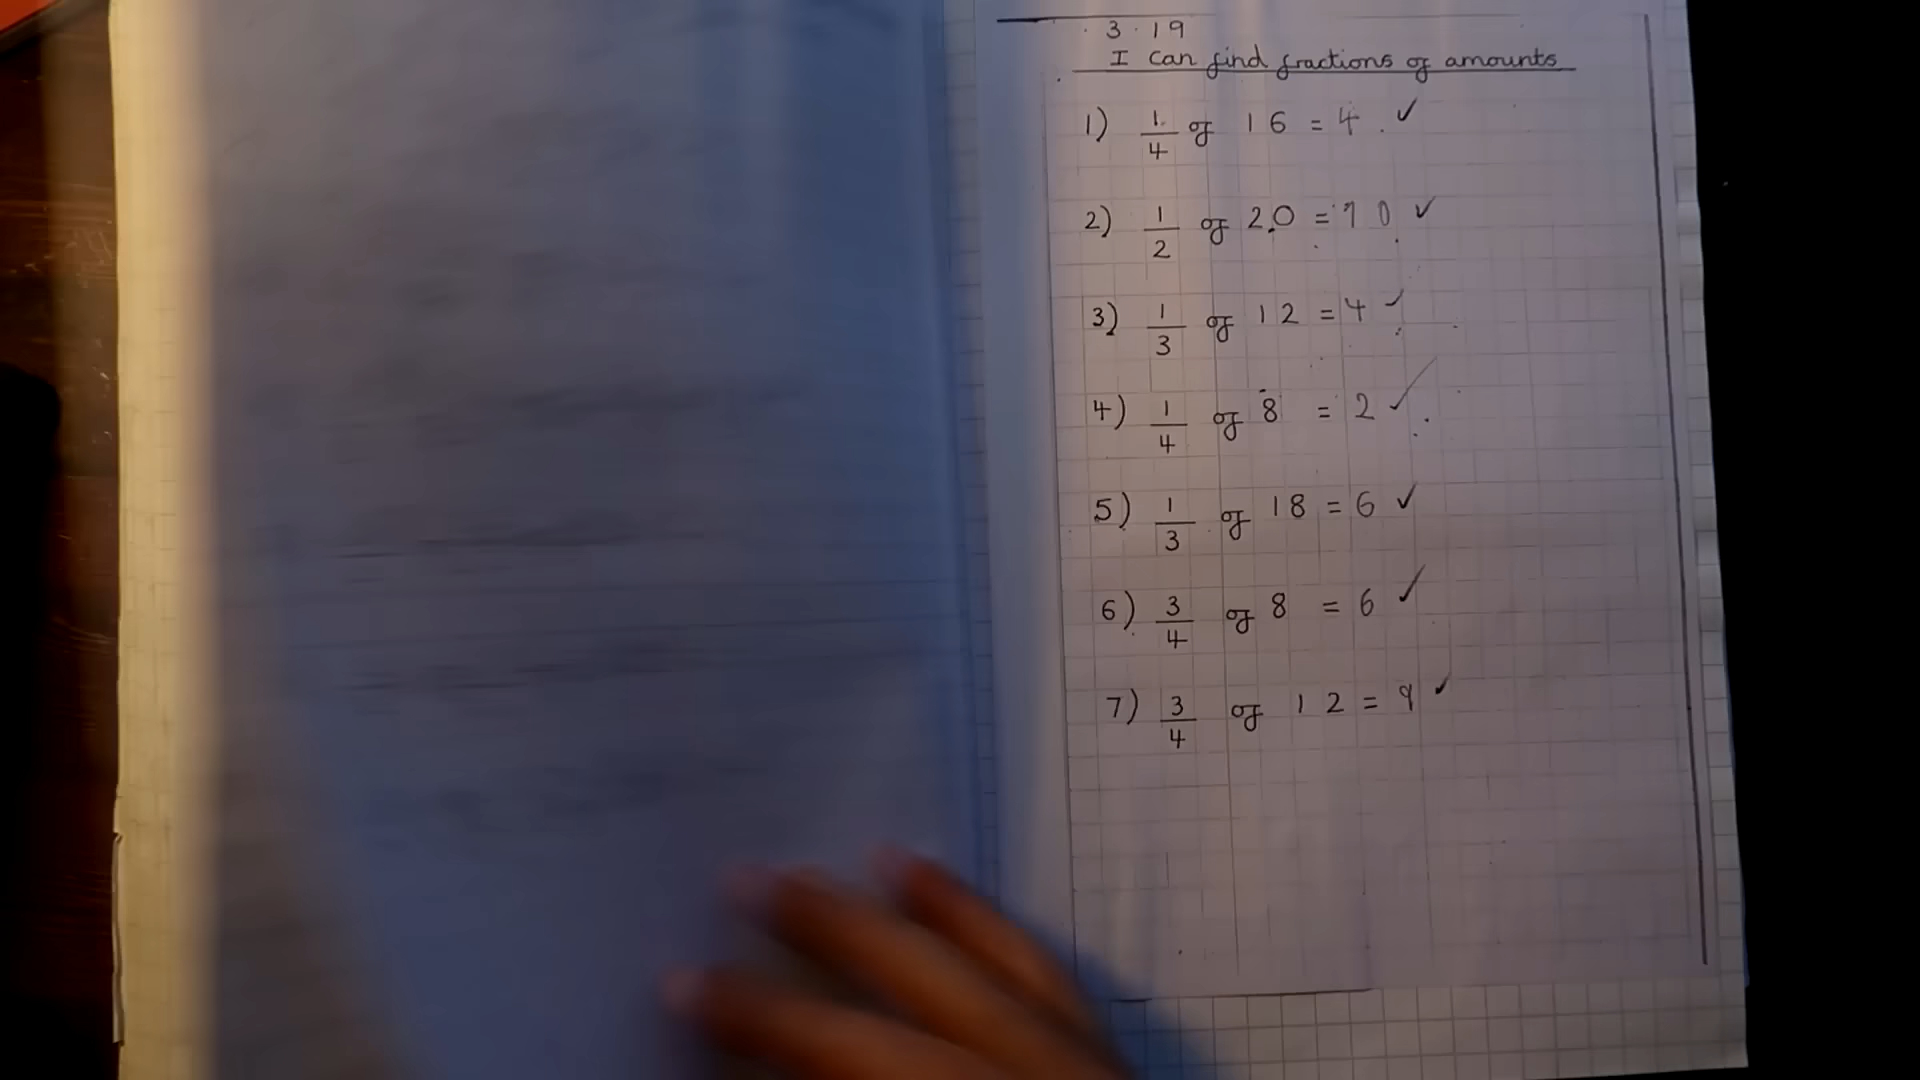 3.19
I can find fractions of amounts
1) 1/4 of 16 = 4 ✓
2) 1/2 of 20 = 10 ✓
3) 1/3 of 12 = 4 ✓
4) 1/4 of 8 = 2 ✓
5) 1/3 of 18 = 6 ✓
6) 3/4 of 8 = 6 ✓
7) 3/4 of 12 = 9 ✓